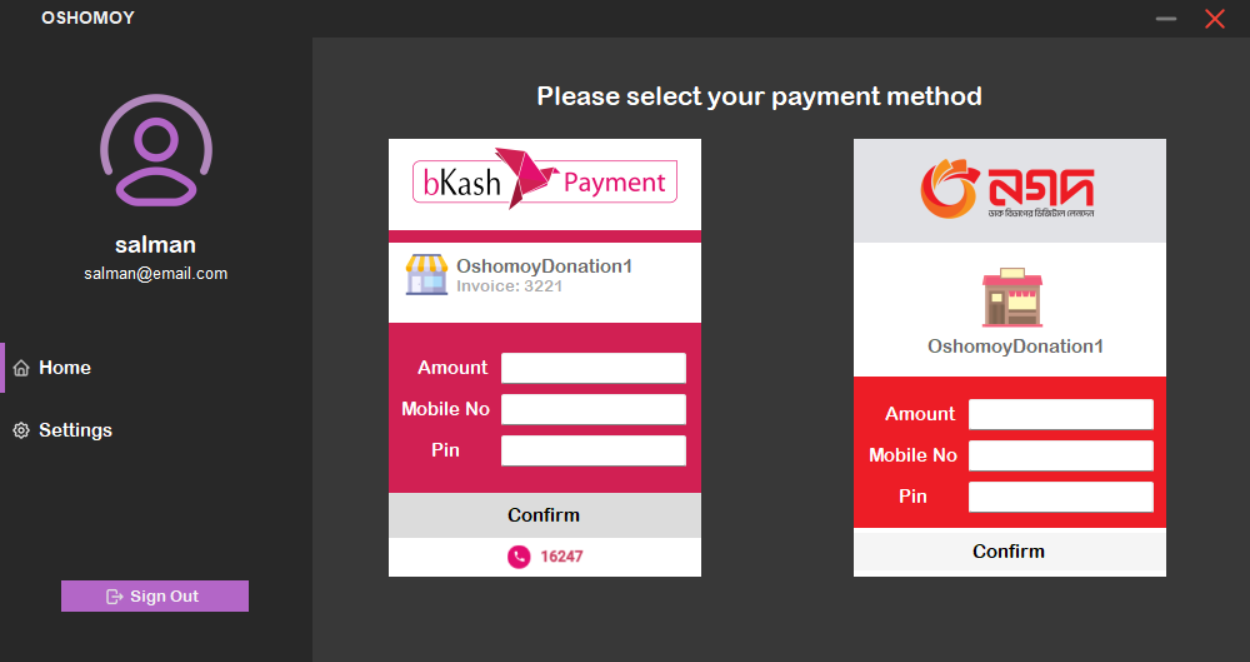 OSHOMOY
salman
salman@email.com
Home
Settings
Sign Out
Please select your payment method
bKash Payment
OshomoyDonation1
Invoice: 3221
Amount
Mobile No
Pin
Confirm
16247
নগদ
ডাক বিভাগের ডিজিটাল লেনদেন
OshomoyDonation1
Amount
Mobile No
Pin
Confirm